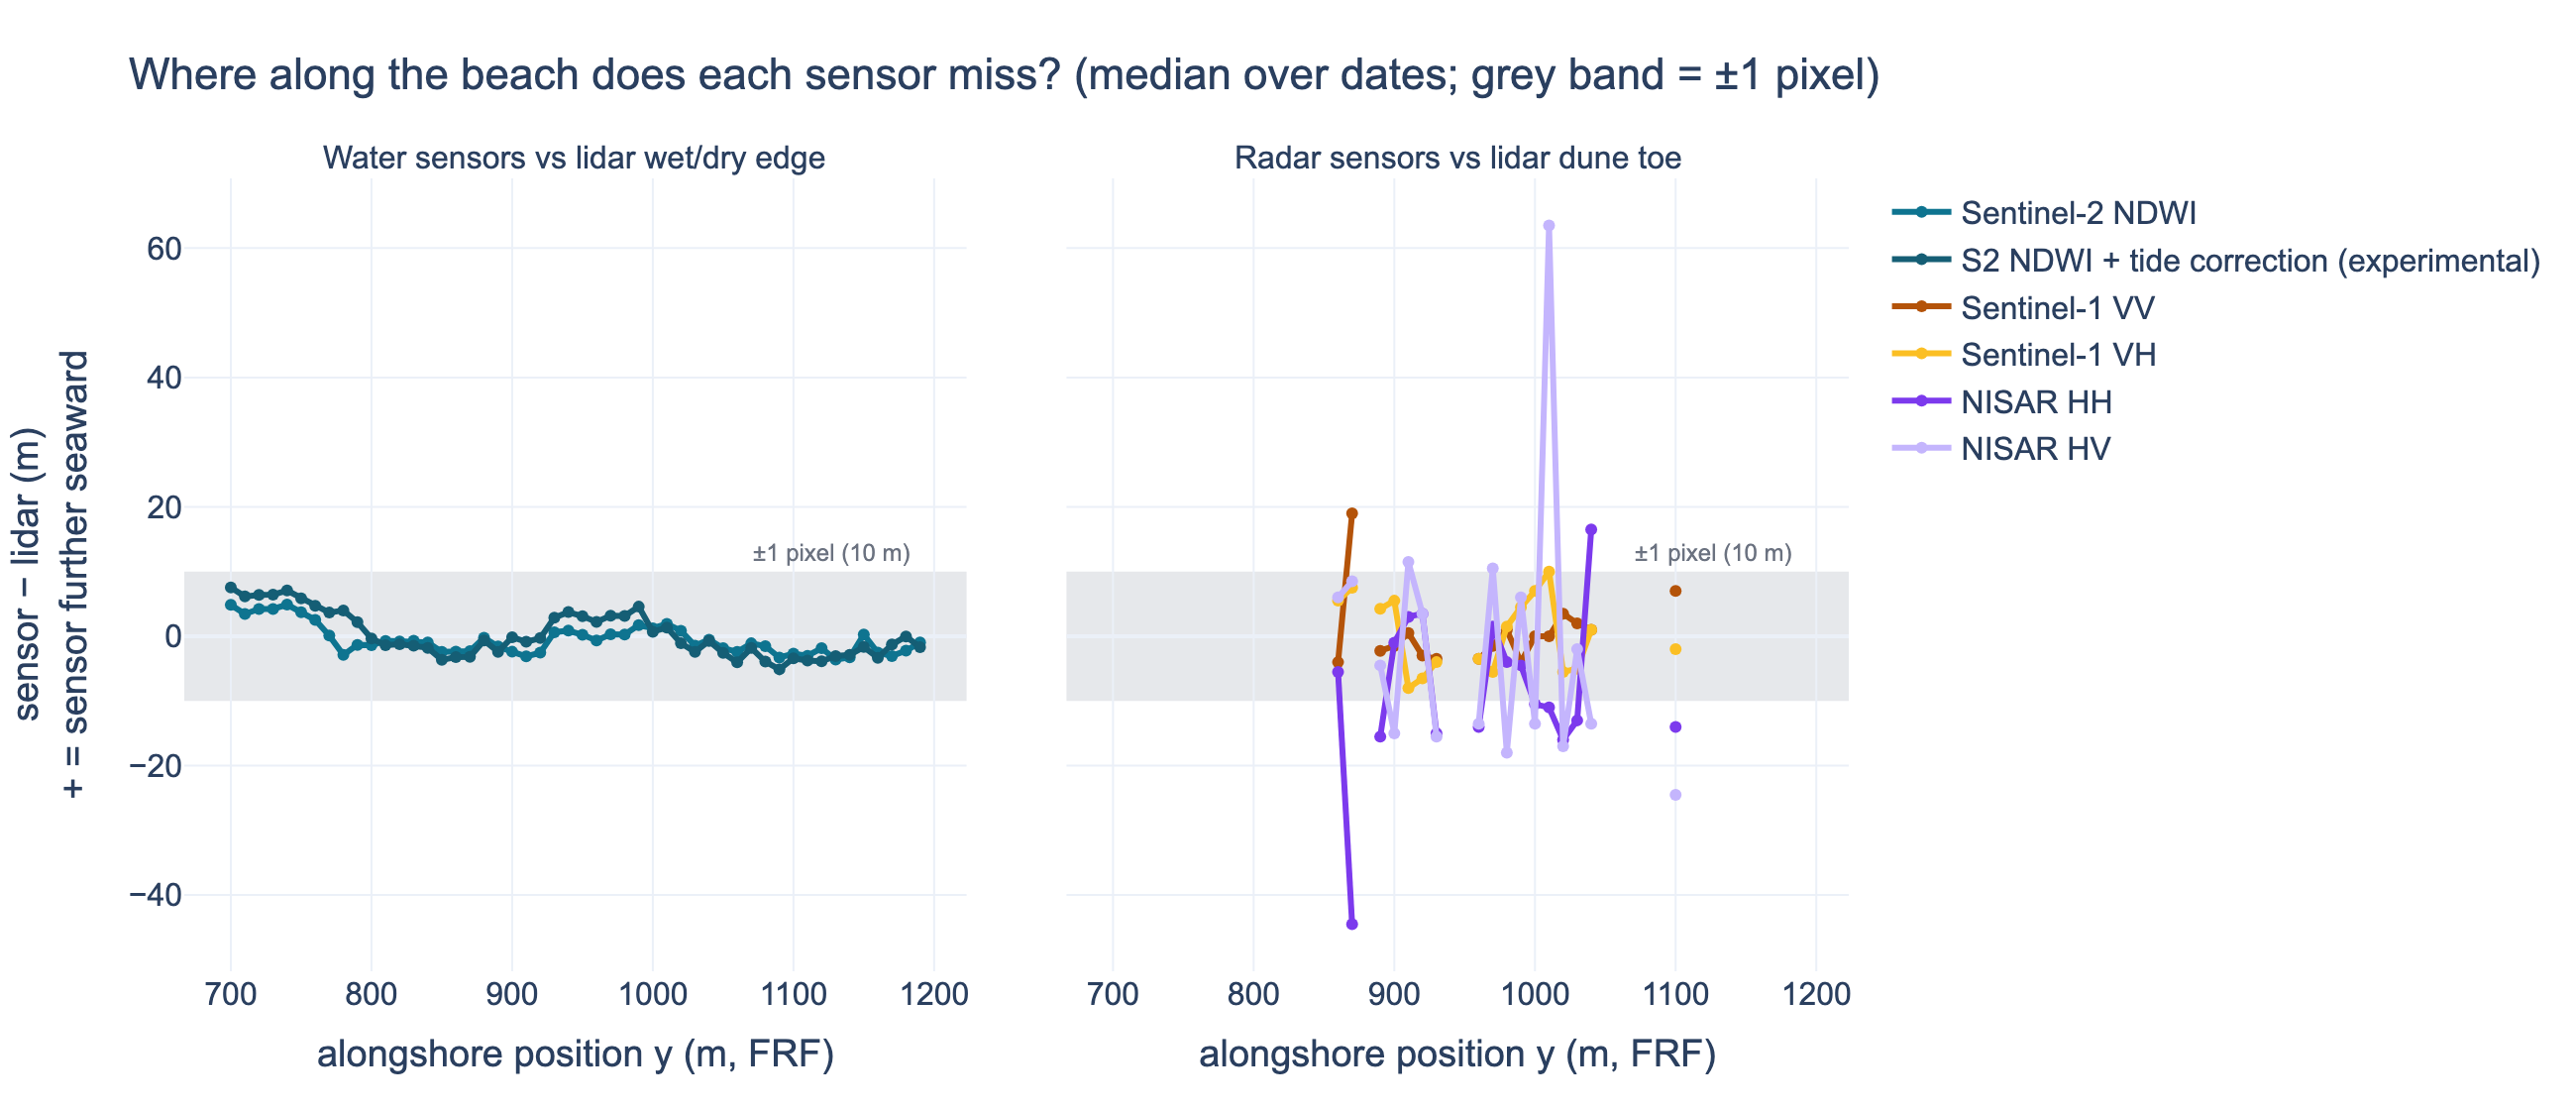 Where along the beach does each sensor miss? (median over dates; grey band = ±1 pixel)
Water sensors vs lidar wet/dry edge
Radar sensors vs lidar dune toe
sensor − lidar (m)
+ = sensor further seaward
60
40
20
0
−20
−40
±1 pixel (10 m)
±1 pixel (10 m)
700
800
900
1000
1100
1200
700
800
900
1000
1100
1200
alongshore position y (m, FRF)
alongshore position y (m, FRF)
Sentinel-2 NDWI
S2 NDWI + tide correction (experimental)
Sentinel-1 VV
Sentinel-1 VH
NISAR HH
NISAR HV